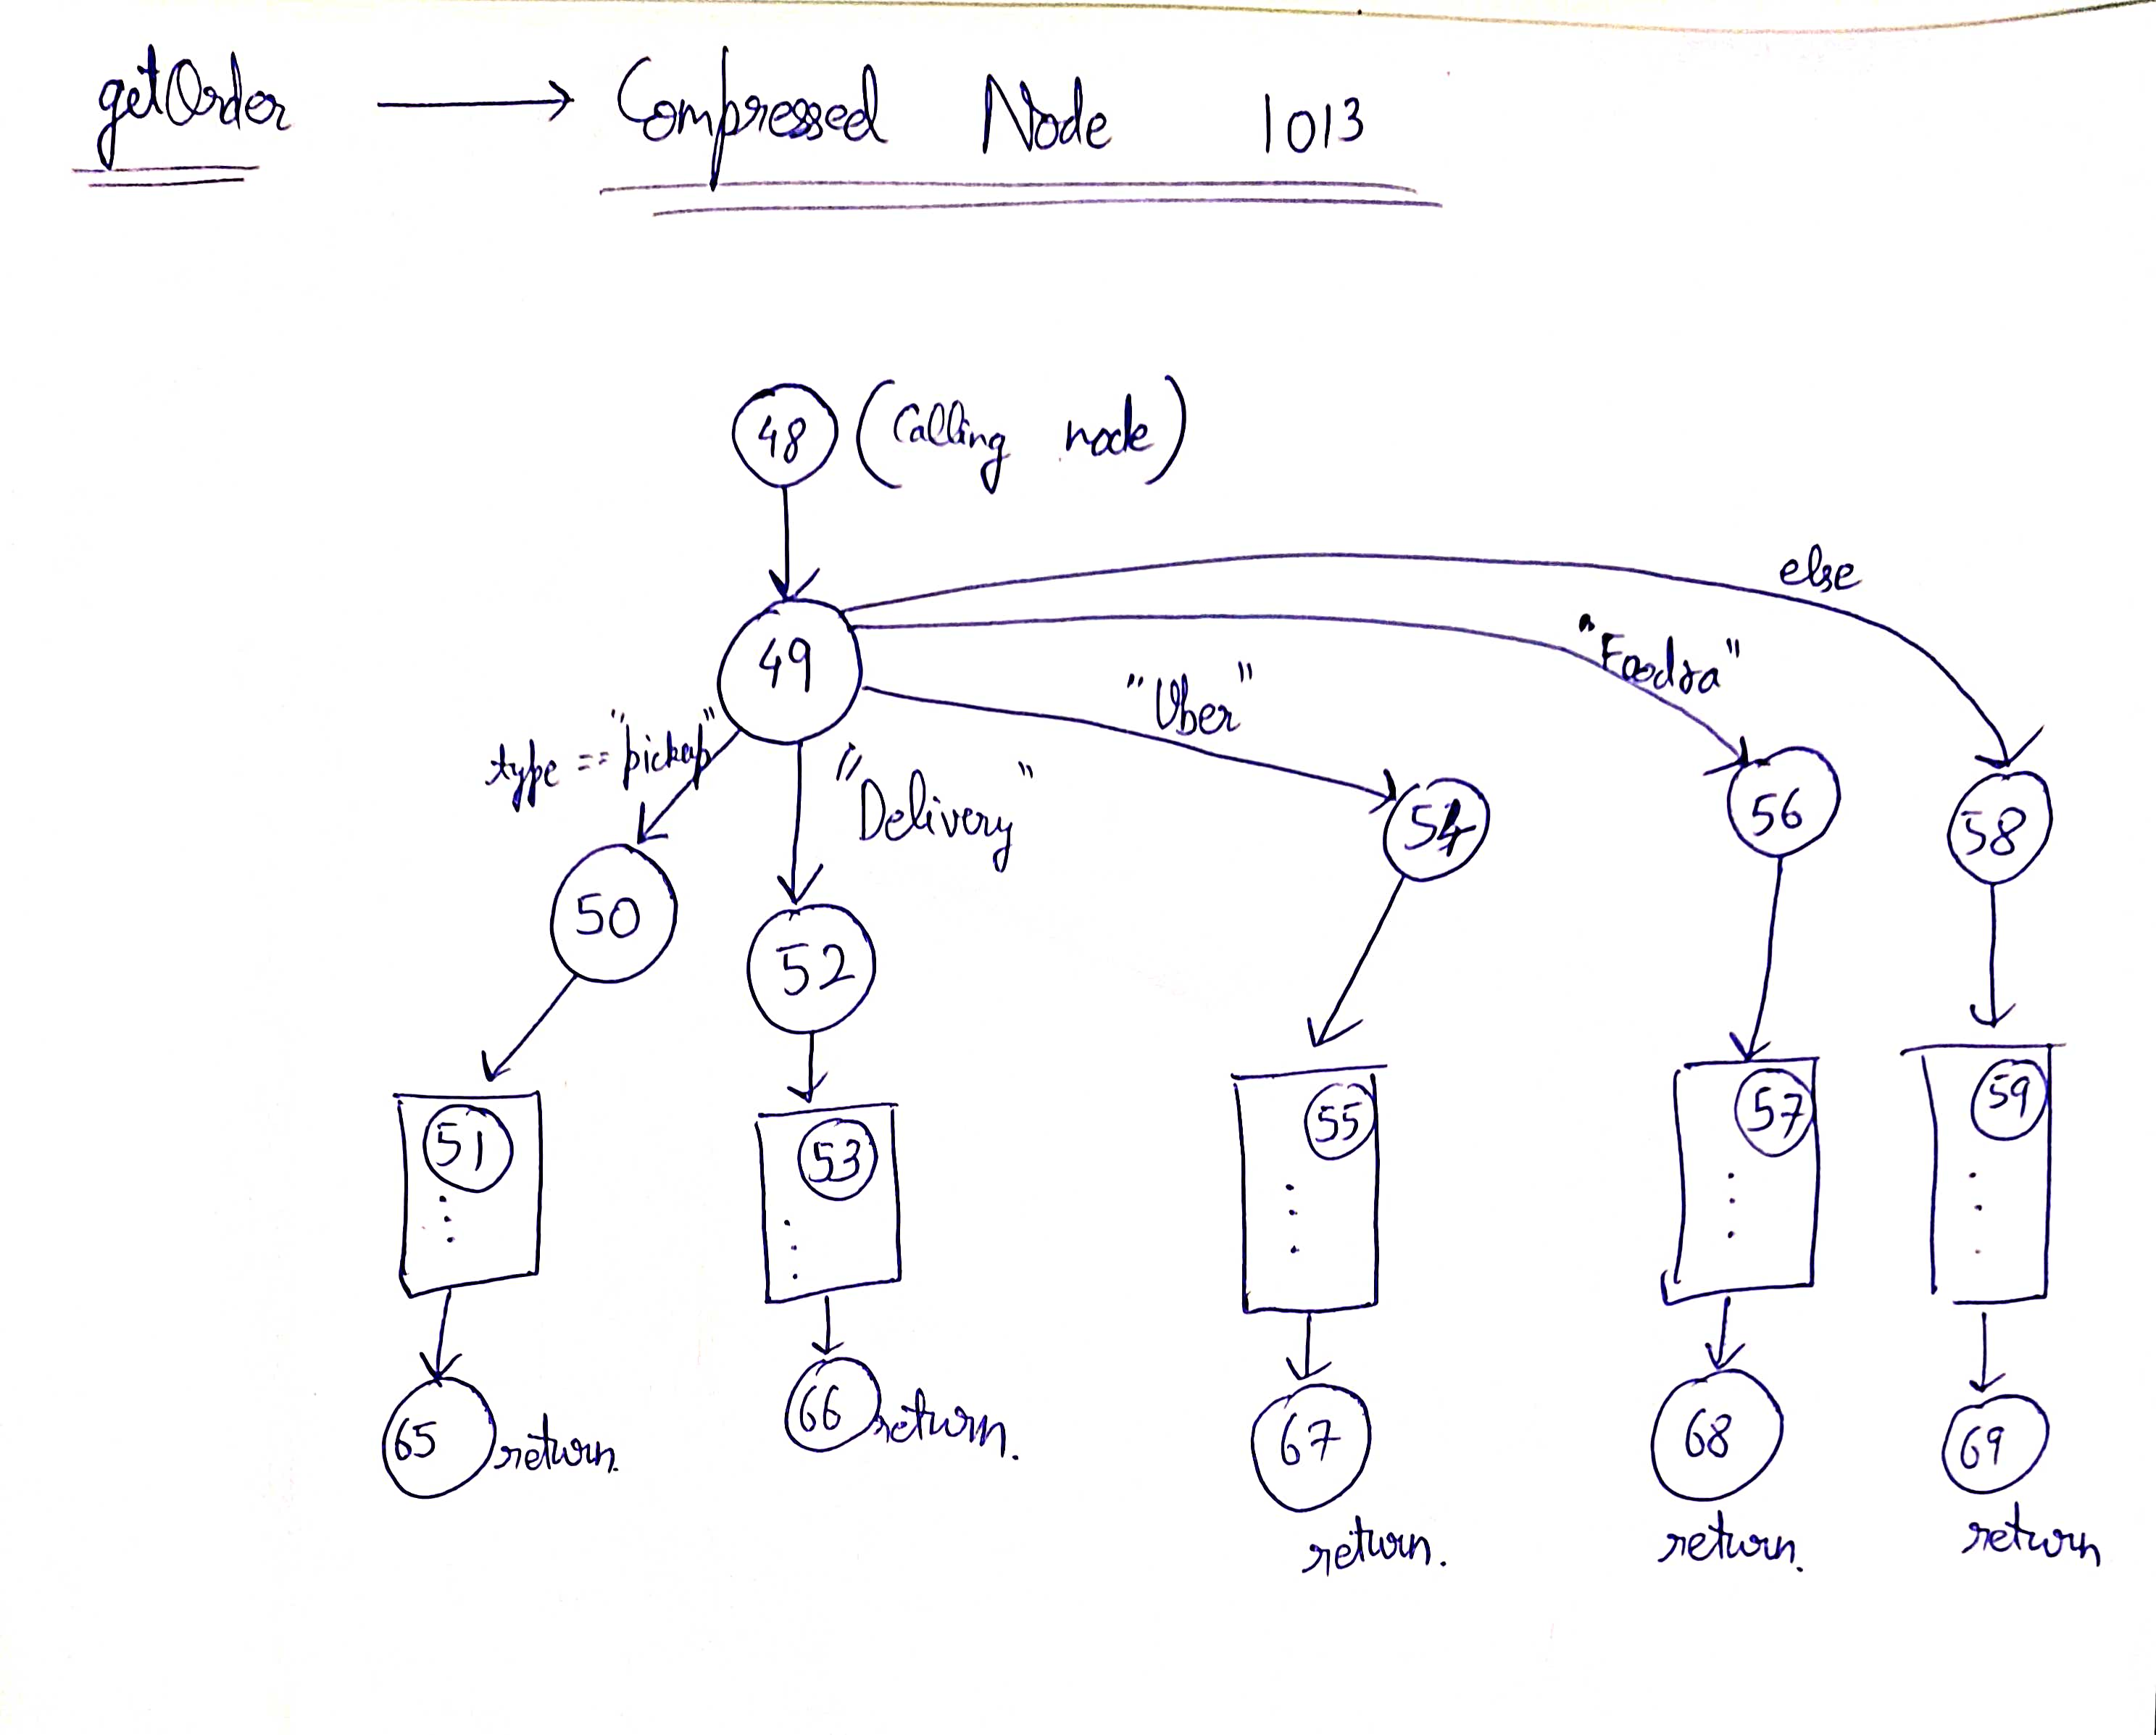 getOrder → Compressed Node 1013
48 (Calling node)
else
"Foodra"
49
"Uber"
type == "pickup"
"Delivery"
54
56
58
50
52
51
53
55
57
59
65 return.
66 return.
67
68
69
return.
return.
return